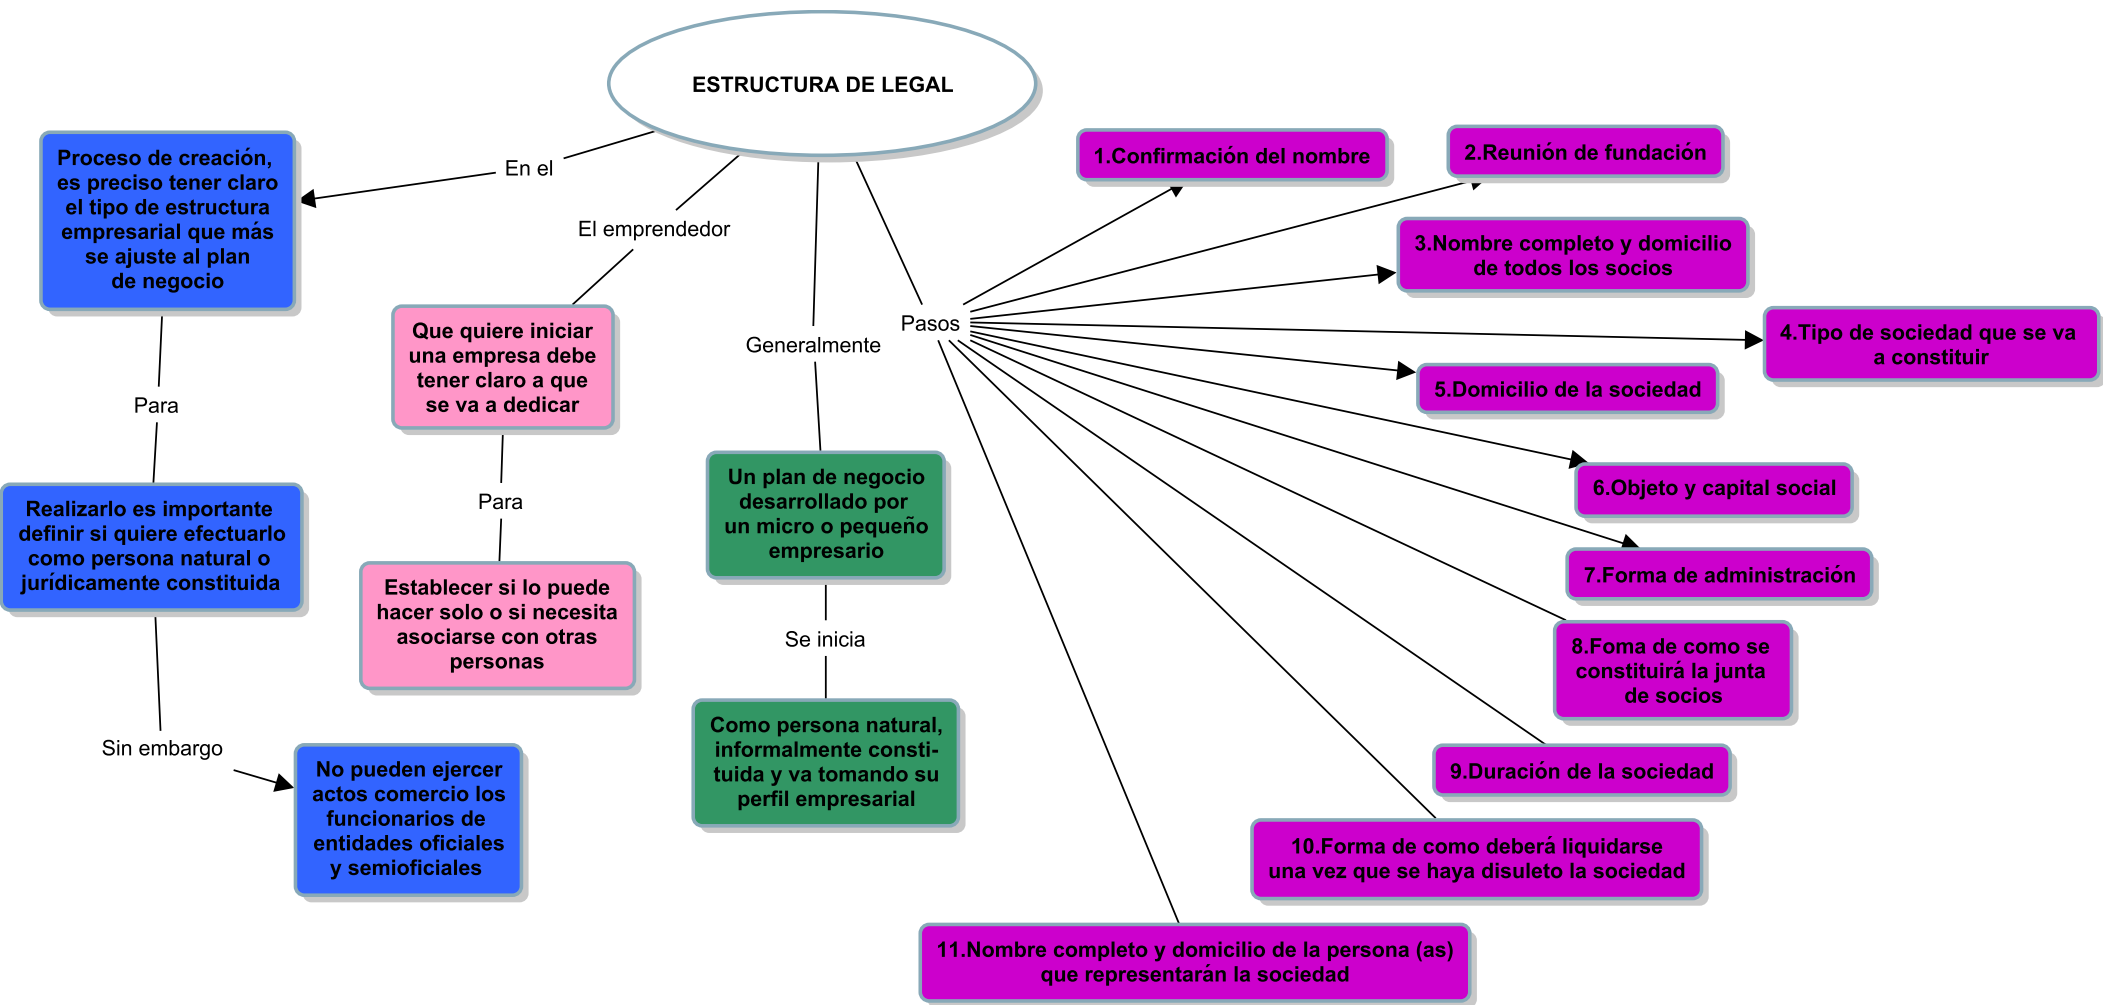 ESTRUCTURA DE LEGAL
En el
Proceso de creación,
es preciso tener claro
el tipo de estructura
empresarial que más
se ajuste al plan
de negocio
Para
Realizarlo es importante
definir si quiere efectuarlo
como persona natural o
jurídicamente constituida
Sin embargo
No pueden ejercer
actos comercio los
funcionarios de
entidades oficiales
y semioficiales
El emprendedor
Que quiere iniciar
una empresa debe
tener claro a que
se va a dedicar
Para
Establecer si lo puede
hacer solo o si necesita
asociarse con otras
personas
Generalmente
Un plan de negocio
desarrollado por
un micro o pequeño
empresario
Se inicia
Como persona natural,
informalmente consti-
tuida y va tomando su
perfil empresarial
Pasos
1.Confirmación del nombre
2.Reunión de fundación
3.Nombre completo y domicilio
de todos los socios
4.Tipo de sociedad que se va
a constituir
5.Domicilio de la sociedad
6.Objeto y capital social
7.Forma de administración
8.Foma de como se
constituirá la junta
de socios
9.Duración de la sociedad
10.Forma de como deberá liquidarse
una vez que se haya disuleto la sociedad
11.Nombre completo y domicilio de la persona (as)
que representarán la sociedad